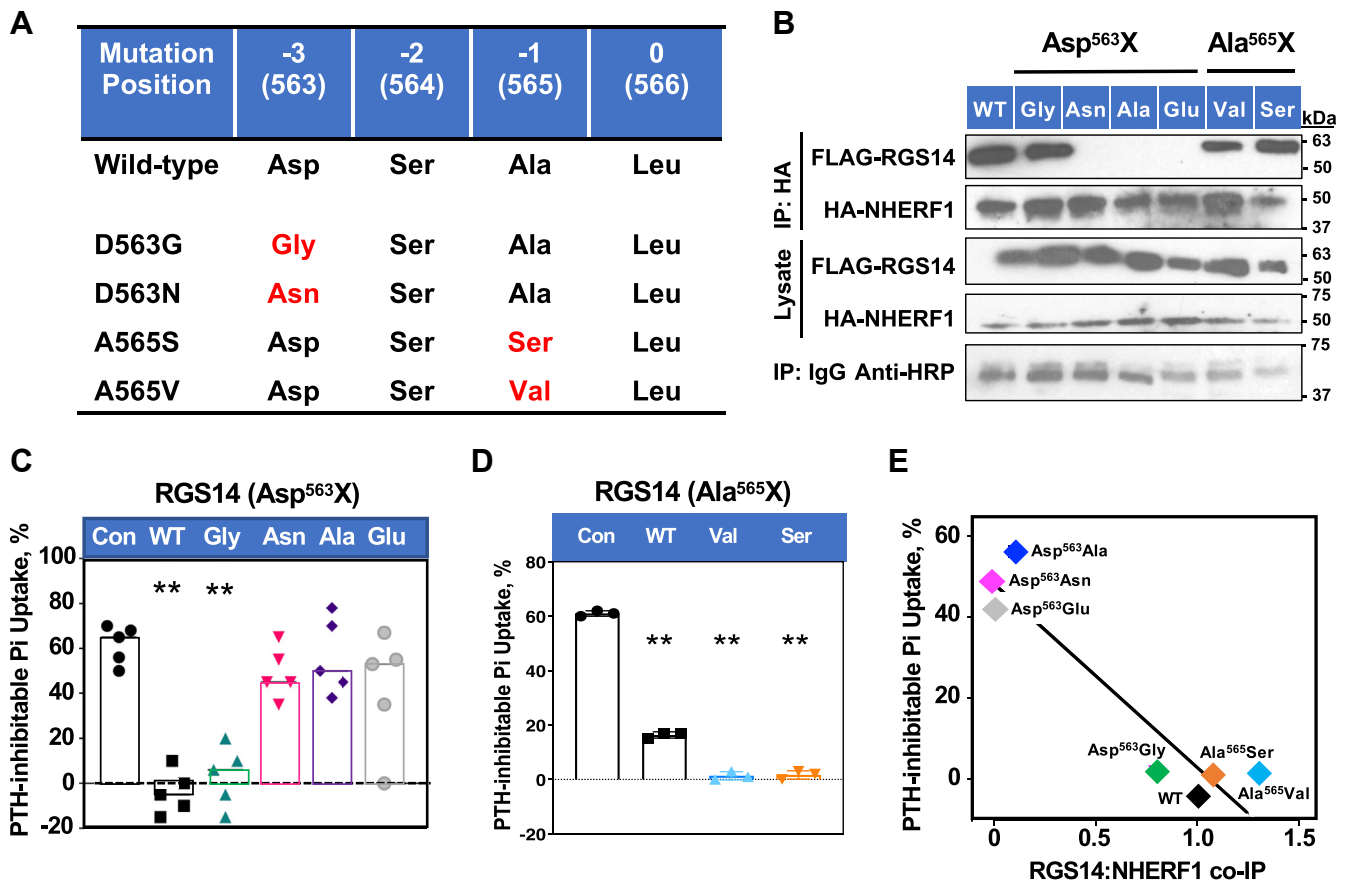 A
Mutation Position -3 (563) -2 (564) -1 (565) 0 (566)
Wild-type Asp Ser Ala Leu
D563G Gly Ser Ala Leu
D563N Asn Ser Ala Leu
A565S Asp Ser Ser Leu
A565V Asp Ser Val Leu
B
Asp⁵⁶³X Ala⁵⁶⁵X
WT Gly Asn Ala Glu Val Ser kDa
IP: HA
FLAG-RGS14 63 50
HA-NHERF1 50 37
Lysate
FLAG-RGS14 63 50
HA-NHERF1 75 50
IP: IgG Anti-HRP 75 37
C
RGS14 (Asp⁵⁶³X)
Con WT Gly Asn Ala Glu
PTH-inhibitable Pi Uptake, %
100
80
60
40
20
0
-20
** **
D
RGS14 (Ala⁵⁶⁵X)
Con WT Val Ser
PTH-inhibitable Pi Uptake, %
80
60
40
20
0
-20
** ** **
E
PTH-inhibitable Pi Uptake, %
60
40
20
0
Asp⁵⁶³Ala
Asp⁵⁶³Asn
Asp⁵⁶³Glu
Asp⁵⁶³Gly
Ala⁵⁶⁵Ser
WT
Ala⁵⁶⁵Val
0 0.5 1.0 1.5
RGS14:NHERF1 co-IP